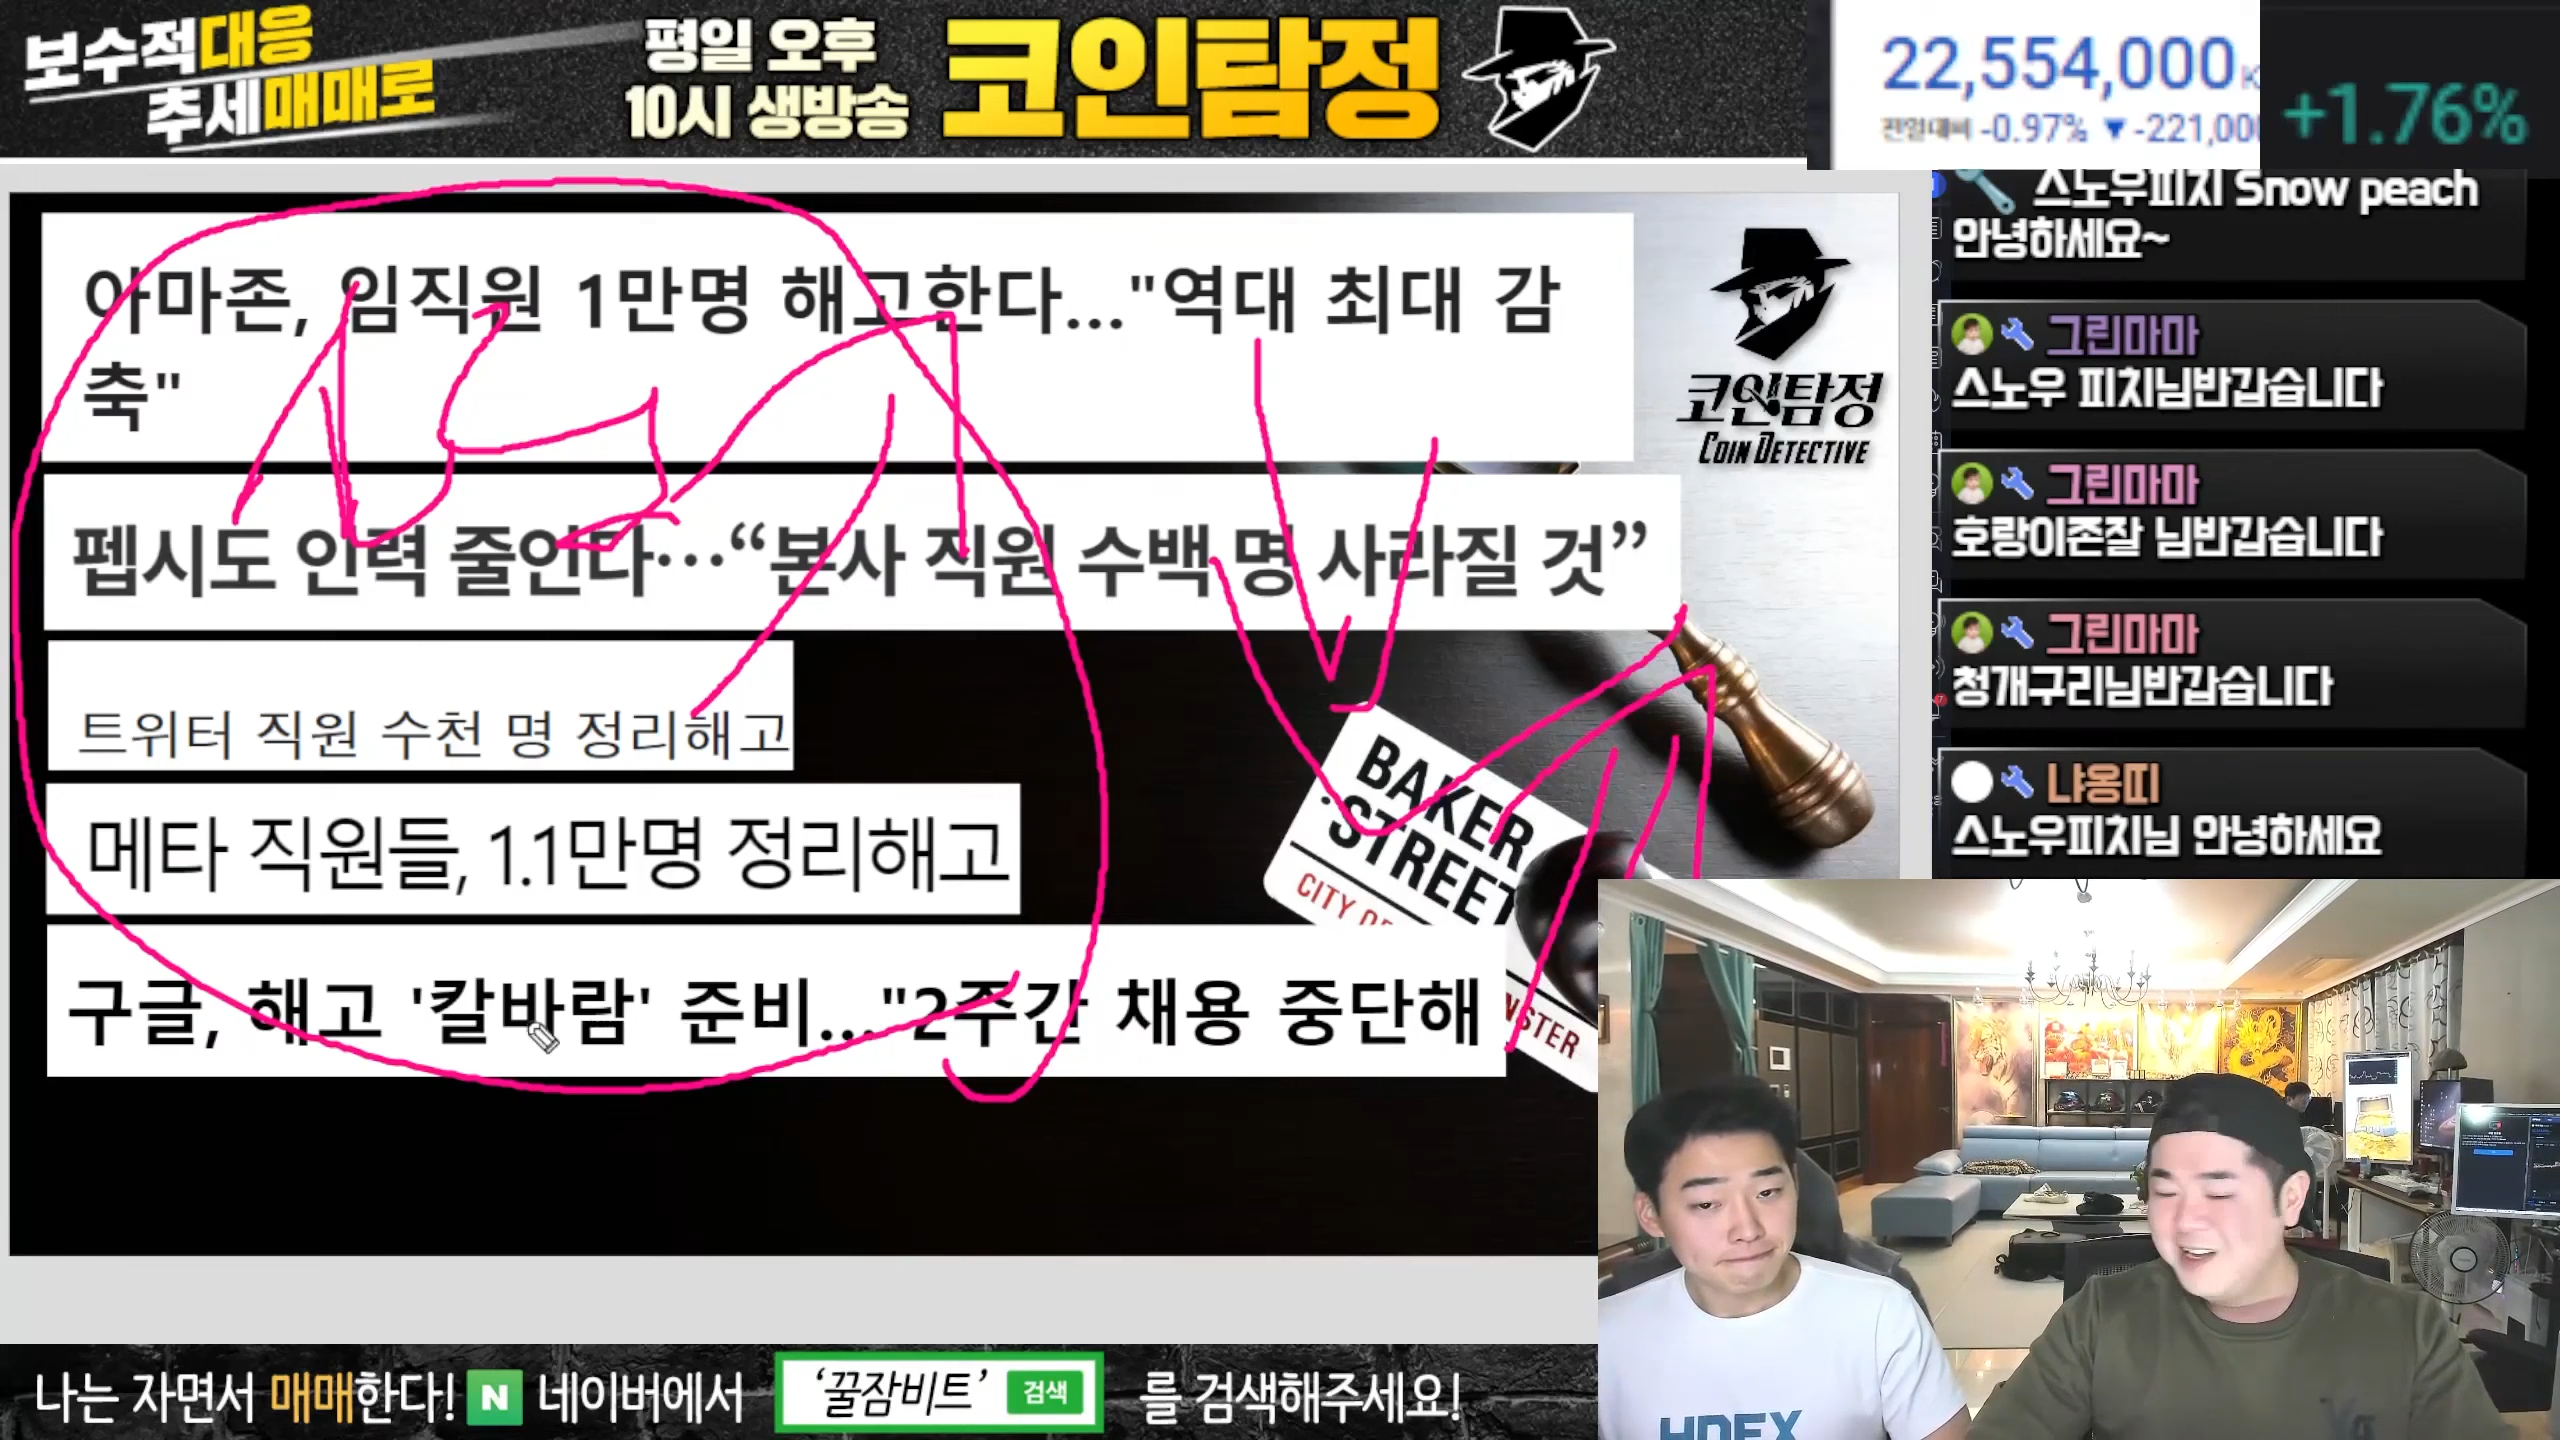 보수적대응
추세매매로
평일 오후
10시 생방송
코인탐정
22,554,000
전일대비 -0.97% ▼-221,000
+1.76%
아마존, 임직원 1만명 해고한다..."역대 최대 감
축"
코인탐정
COIN DETECTIVE
펩시도 인력 줄인다…“본사 직원 수백 명 사라질 것”
트위터 직원 수천 명 정리해고
메타 직원들, 1.1만명 정리해고
구글, 해고 '칼바람' 준비..."2주간 채용 중단해
BAKER
STREET
CITY OF
스노우피치 Snow peach
안녕하세요~
그린마마
스노우 피치님반갑습니다
그린마마
호랑이존잘 님반갑습니다
그린마마
청개구리님반갑습니다
냐옹띠
스노우피치님 안녕하세요
나는 자면서 매매한다! N 네이버에서 ‘꿀잠비트’ 검색 를 검색해주세요!